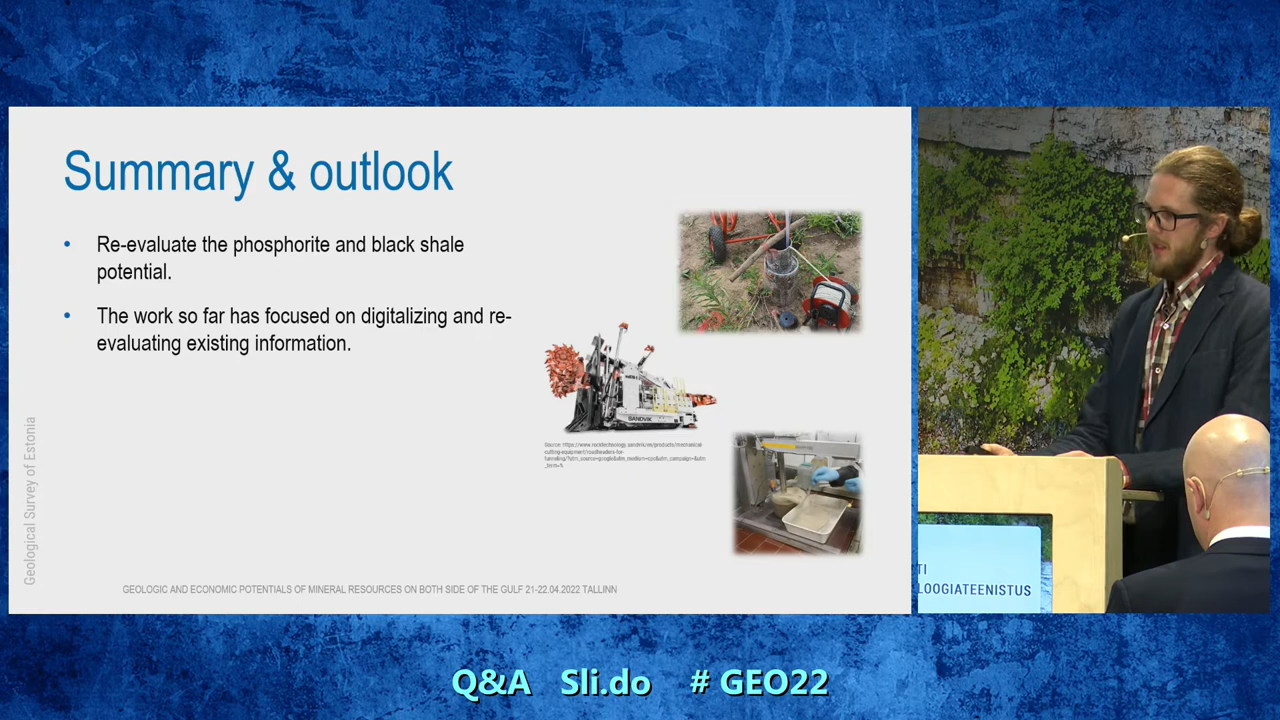 Summary & outlook
• Re-evaluate the phosphorite and black shale
potential.
• The work so far has focused on digitalizing and re-
evaluating existing information.
SANDVIK
Geological Survey of Estonia
GEOLOGIC AND ECONOMIC POTENTIALS OF MINERAL RESOURCES ON BOTH SIDE OF THE GULF 21-22.04.2022 TALLINN
TI
LOOGIATEENISTUS
Q&A Sli.do # GEO22